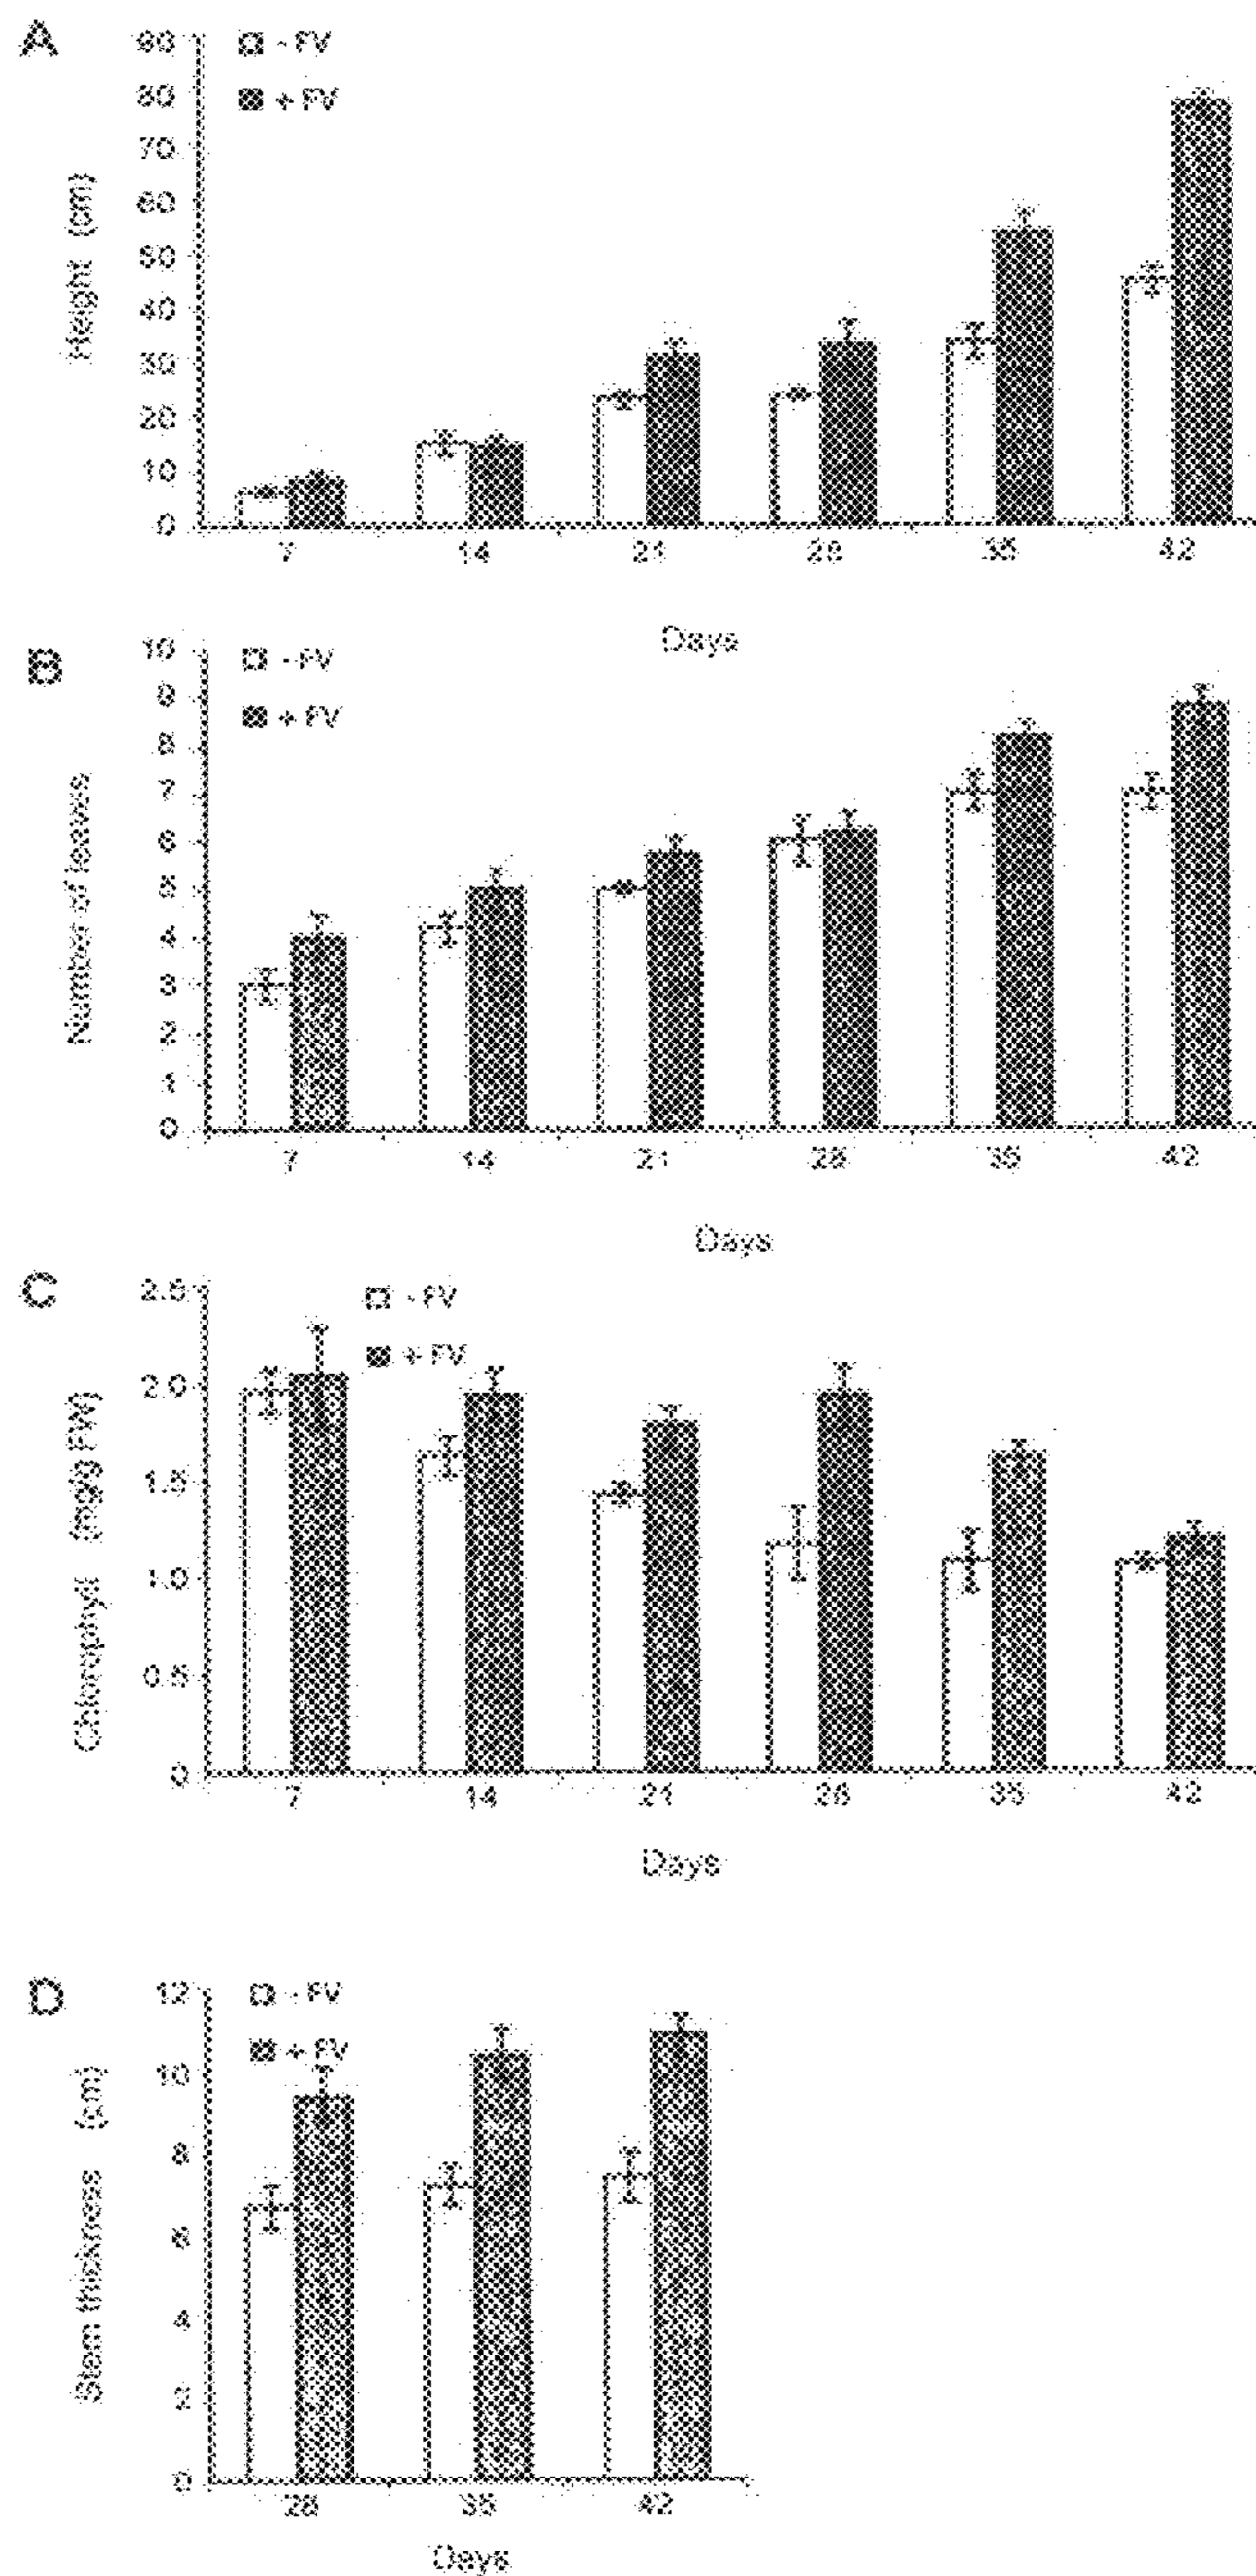 A
90
80
70
60
50
40
30
20
10
0
Height (cm)
- FV
+ FV
7 14 21 28 35 42
Days
B
10
9
8
7
6
5
4
3
2
1
0
Number of leaves
- FV
+ FV
7 14 21 28 35 42
Days
C
2.5
2.0
1.5
1.0
0.5
0
Chlorophyll (mg/g FW)
- FV
+ FV
7 14 21 28 35 42
Days
D
12
10
8
6
4
2
0
Stem thickness (cm)
- FV
+ FV
28 35 42
Days